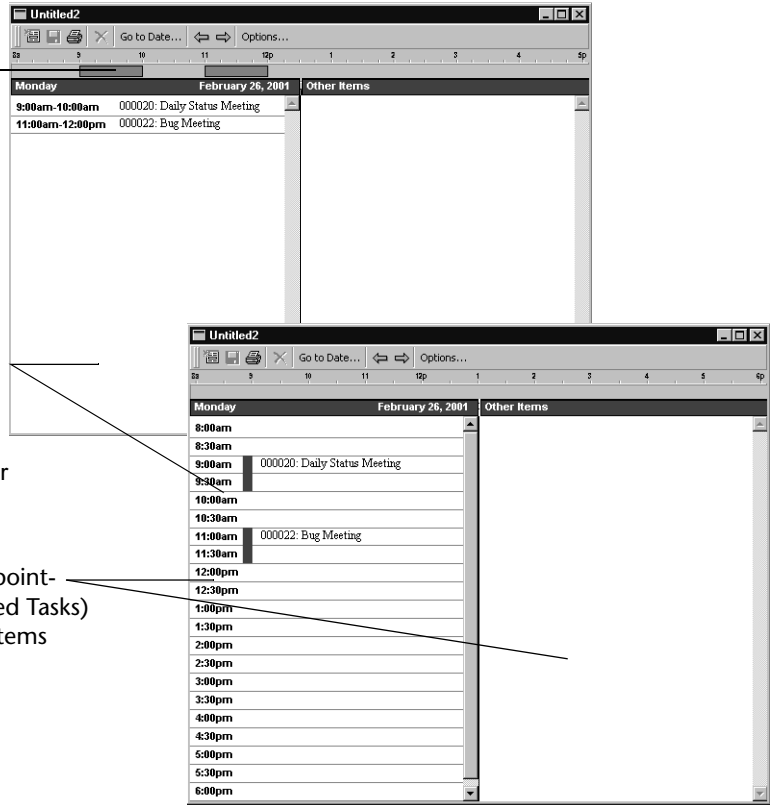 Untitled2
Go to Date... Options...
8a 9 10 11 12p 1 2 3 4 5p
Monday February 26, 2001 Other Items
9:00am-10:00am 000020: Daily Status Meeting
11:00am-12:00pm 000022: Bug Meeting
Untitled2
Go to Date... Options...
8a 9 10 11 12p 1 2 3 4 5 6p
Monday February 26, 2001 Other Items
8:00am
8:30am
9:00am 000020: Daily Status Meeting
9:30am
10:00am
10:30am
11:00am 000022: Bug Meeting
11:30am
12:00pm
12:30pm
1:00pm
1:30pm
2:00pm
2:30pm
3:00pm
3:30pm
4:00pm
4:30pm
5:00pm
5:30pm
6:00pm
r
point-
ed Tasks)
tems